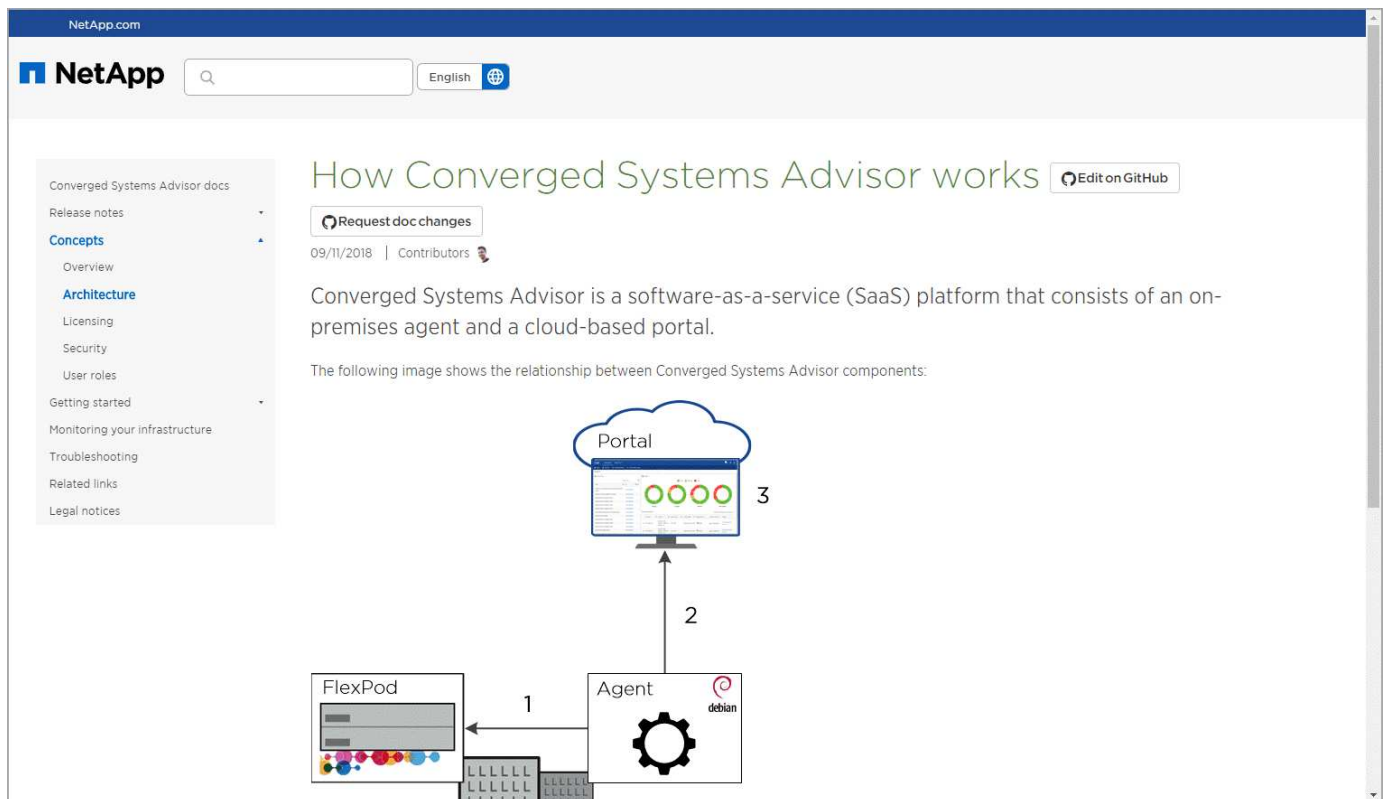 NetApp.com
NetApp
English
Converged Systems Advisor docs
Release notes
Concepts
Overview
Architecture
Licensing
Security
User roles
Getting started
Monitoring your infrastructure
Troubleshooting
Related links
Legal notices
How Converged Systems Advisor works
Edit on GitHub
Request doc changes
09/11/2018 | Contributors
Converged Systems Advisor is a software-as-a-service (SaaS) platform that consists of an on-
premises agent and a cloud-based portal.
The following image shows the relationship between Converged Systems Advisor components:
Portal
3
2
FlexPod
1
Agent
debian